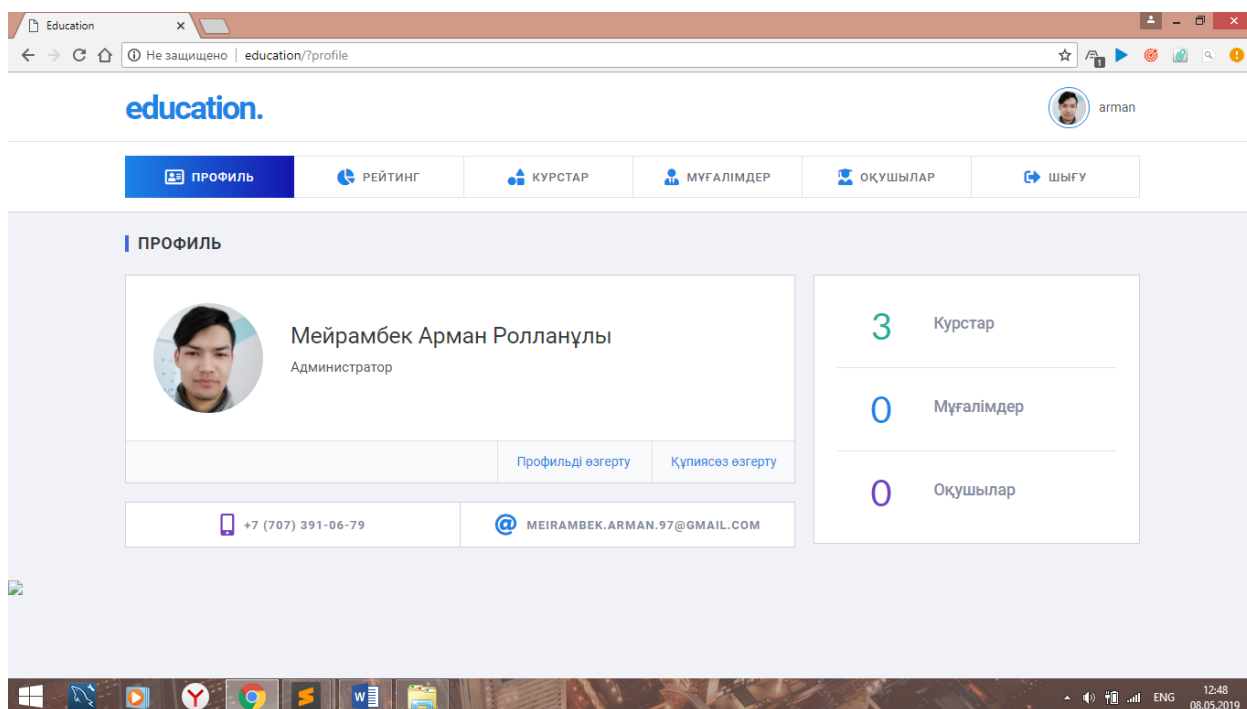 Education
Не защищено | education/?profile
1
education.
arman
ПРОФИЛЬ
РЕЙТИНГ
КУРСТАР
МҰҒАЛІМДЕР
ОҚУШЫЛАР
ШЫҒУ
ПРОФИЛЬ
Мейрамбек Арман Ролланұлы
Администратор
Профильді өзгерту
Құпиясөз өзгерту
+7 (707) 391-06-79
MEIRAMBEK.ARMAN.97@GMAIL.COM
3 Курстар
0 Мұғалімдер
0 Оқушылар
ENG
12:48
08.05.2019